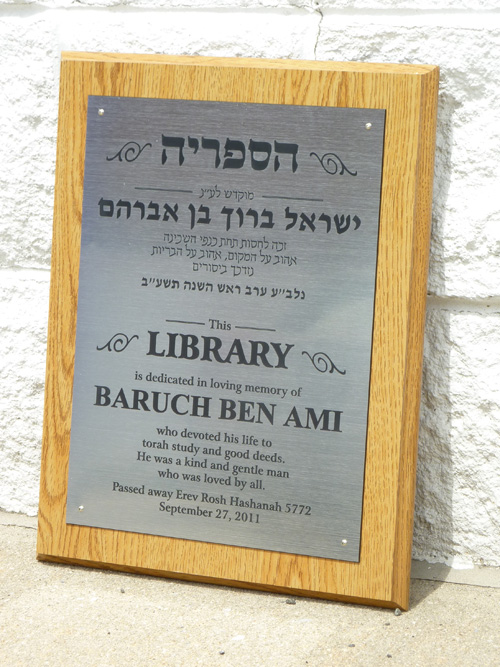 הספריה
מוקדש לע״נ
ישראל ברוך בן אברהם
זכה לחסות תחת כנפי השכינה
אהוב על המקום, אהוב על הבריות
נזדכך ביסורים
נלב״ע ערב ראש השנה תשע״ב
This
LIBRARY
is dedicated in loving memory of
BARUCH BEN AMI
who devoted his life to
torah study and good deeds.
He was a kind and gentle man
who was loved by all.
Passed away Erev Rosh Hashanah 5772
September 27, 2011